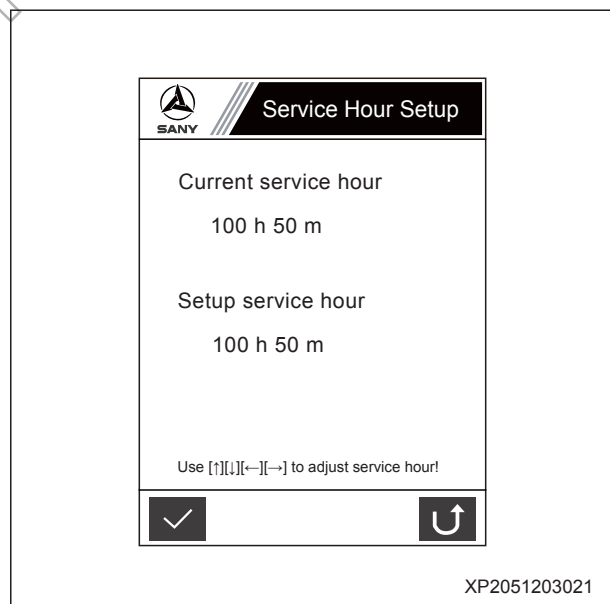 SANY
Service Hour Setup
Current service hour
100 h 50 m
Setup service hour
100 h 50 m
Use [↑][↓][←][→] to adjust service hour!
XP2051203021